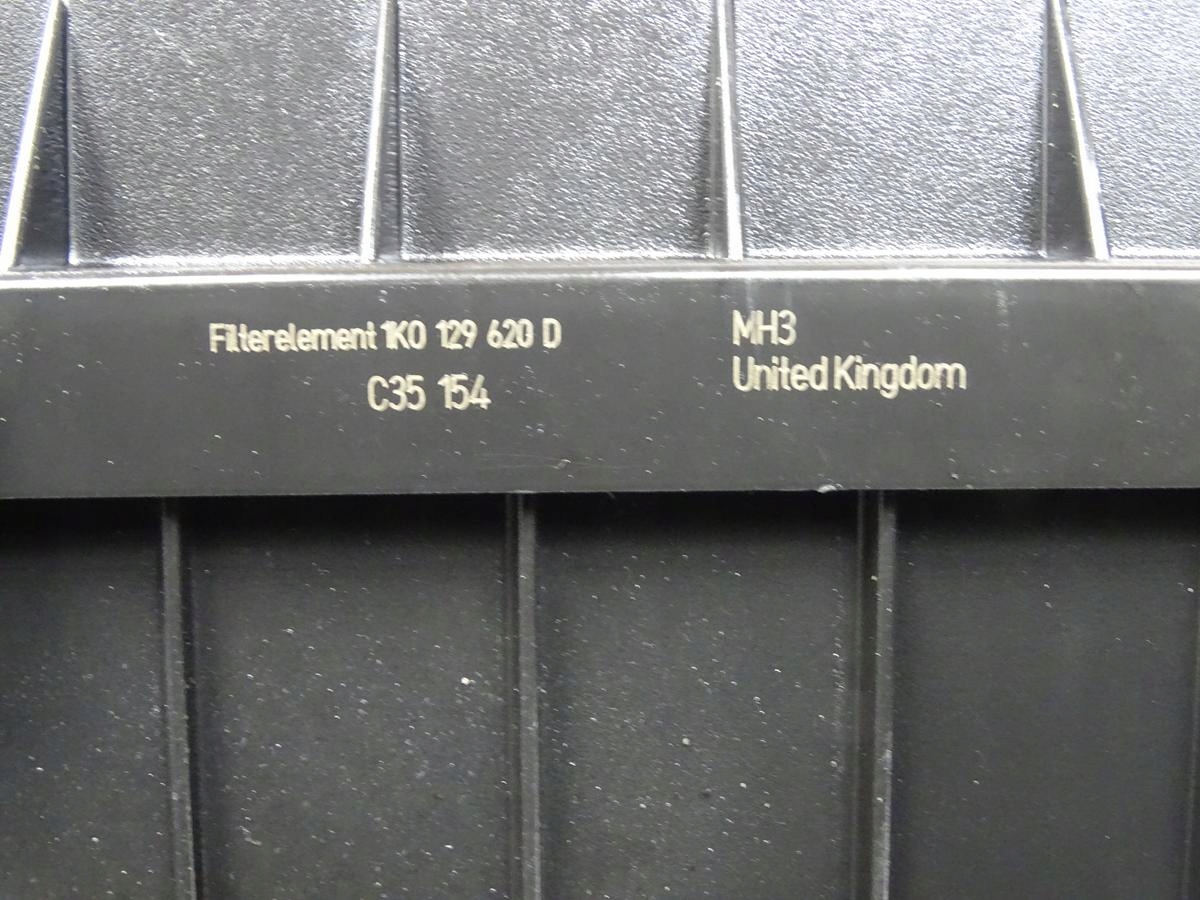 Filterelement 1K0 129 620 D
C35 154
MH3
United Kingdom